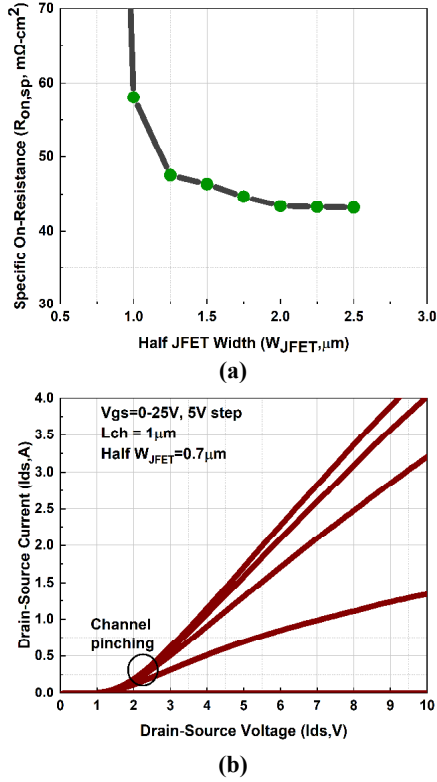 70
60
50
40
30
0.5 1.0 1.5 2.0 2.5 3.0
Specific On-Resistance (Ron,sp, mΩ-cm²)
Half JFET Width (WJFET,μm)
(a)
4.0
3.5
3.0
2.5
2.0
1.5
1.0
0.5
0.0
0 1 2 3 4 5 6 7 8 9 10
Drain-Source Current (Ids,A)
Vgs=0-25V, 5V step
Lch = 1μm
Half WJFET=0.7μm
Channel
pinching
Drain-Source Voltage (Ids,V)
(b)